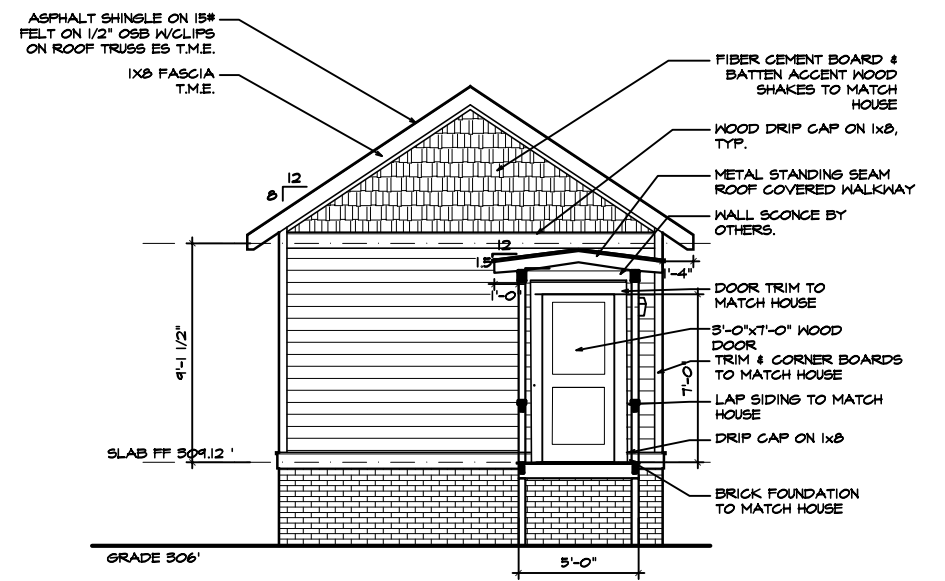 ASPHALT SHINGLE ON 15#
FELT ON 1/2" OSB W/CLIPS
ON ROOF TRUSS ES T.M.E.
1X8 FASCIA
T.M.E.
FIBER CEMENT BOARD &
BATTEN ACCENT WOOD
SHAKES TO MATCH
HOUSE
WOOD DRIP CAP ON 1x8,
TYP.
METAL STANDING SEAM
ROOF COVERED WALKWAY
WALL SCONCE BY
OTHERS.
12
8
12
1.5
1'-4"
1'-0"
DOOR TRIM TO
MATCH HOUSE
3'-0"x7'-0" WOOD
DOOR
TRIM & CORNER BOARDS
TO MATCH HOUSE
9'-1 1/2"
7'-0"
LAP SIDING TO MATCH
HOUSE
DRIP CAP ON 1x8
SLAB FF 309.12 '
BRICK FOUNDATION
TO MATCH HOUSE
GRADE 306'
5'-0"